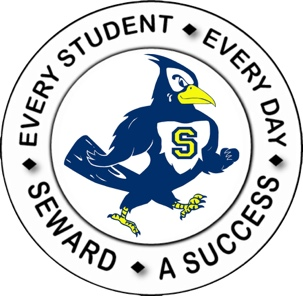 EVERY STUDENT ◆ EVERY DAY ◆ A SUCCESS ◆ SEWARD ◆
S